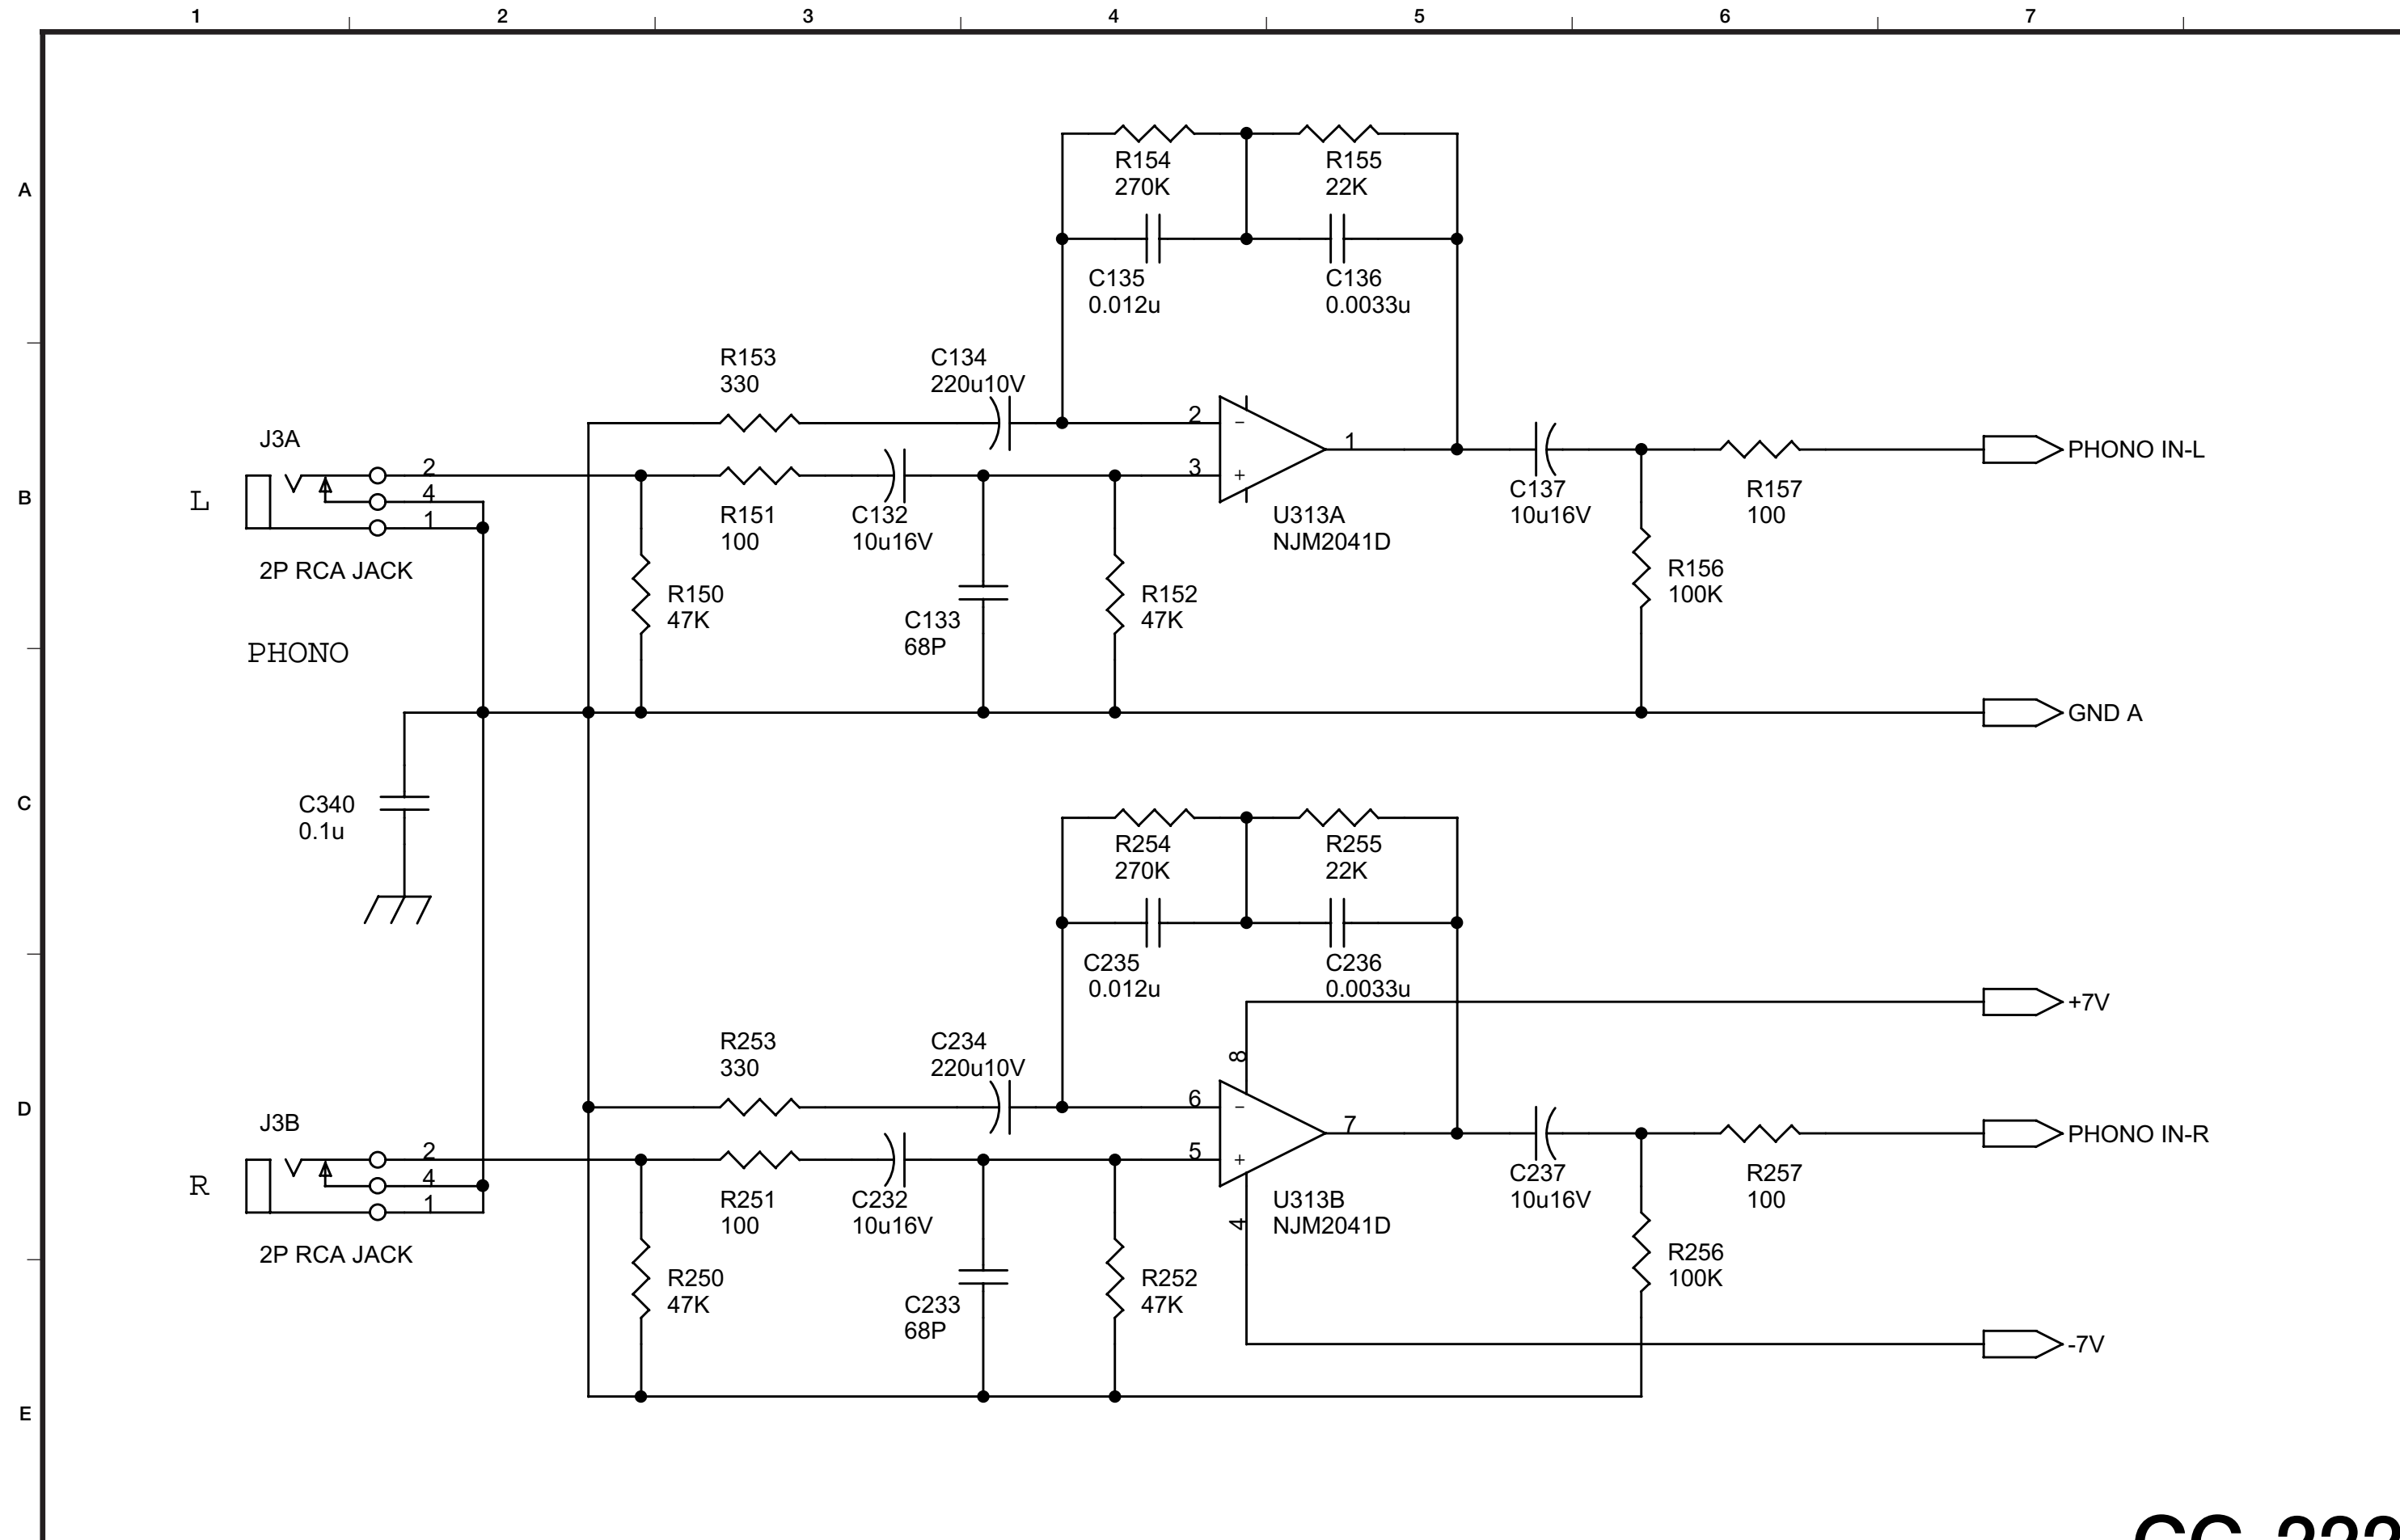 1 2 3 4 5 6 7
A
R154 R155
270K 22K
C135 C136
0.012u 0.0033u
R153 C134
330 220u10V
J3A
2 − 1
B
L
2
4
1
3 +
PHONO IN-L
R151 C132 U313A C137 R157
100 10u16V NJM2041D 10u16V 100
2P RCA JACK
R150 C133 R152 R156
47K 68P 47K 100K
PHONO
GND A
C
C340
0.1u
R254 R255
270K 22K
C235 C236
0.012u 0.0033u
+7V
R253 C234
330 220u10V
8
D
J3B
6 − 7
PHONO IN-R
R
2
4
1
5 +
R251 C232 U313B C237 R257
100 10u16V NJM2041D 10u16V 100
4
2P RCA JACK
R250 C233 R252 R256
47K 68P 47K 100K
-7V
E